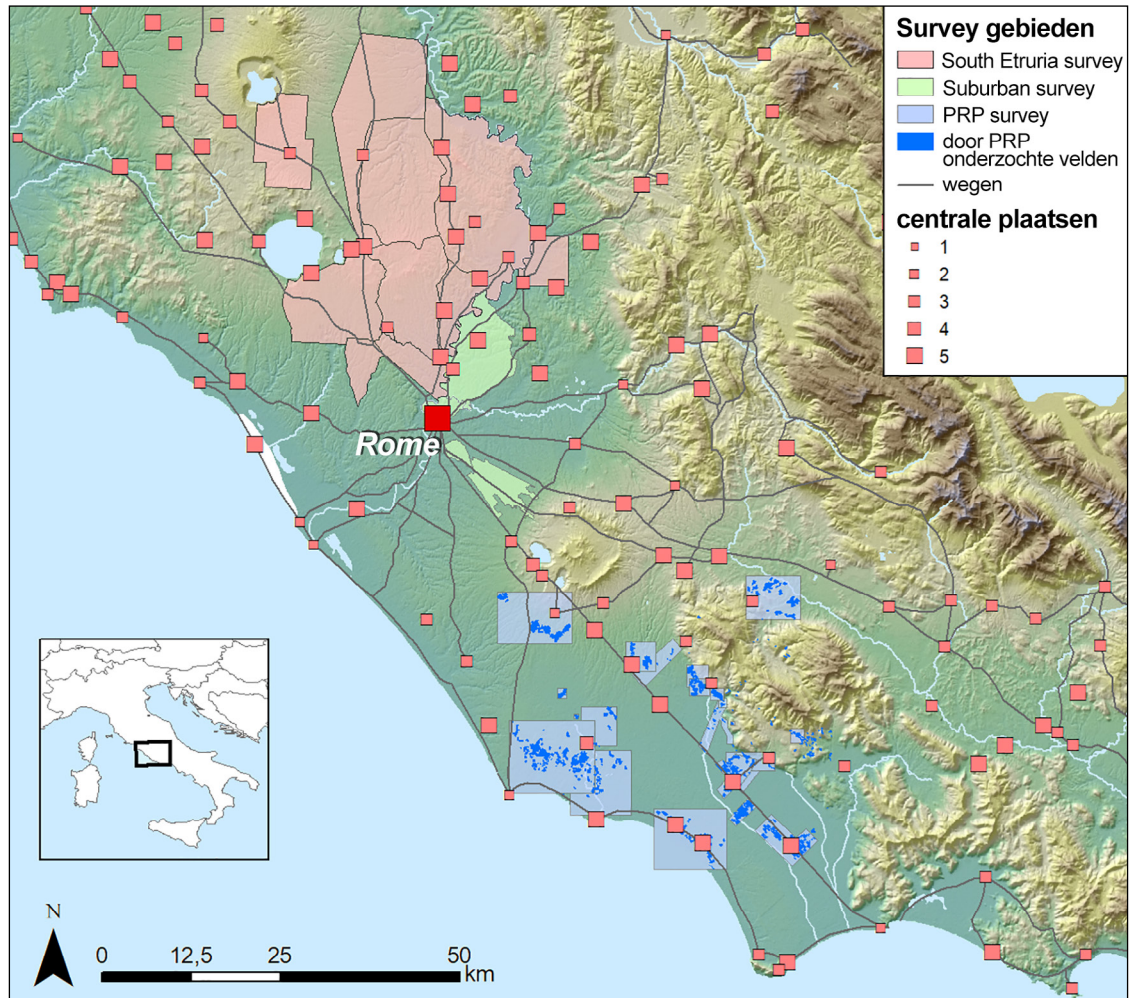 Survey gebieden
South Etruria survey
Suburban survey
PRP survey
door PRP
onderzochte velden
wegen
centrale plaatsen
1
2
3
4
5
Rome
N
0 12,5 25 50
km